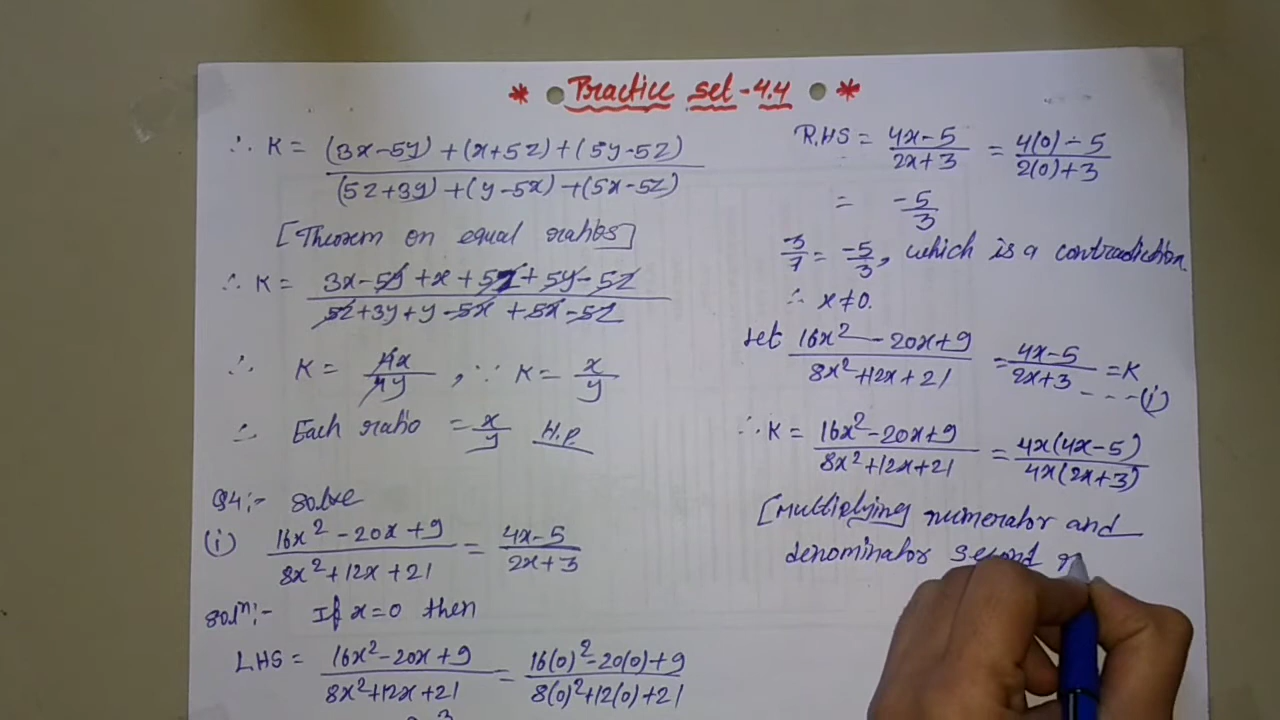 * Practice set-4.4 *
∴ K = (3x-5y)+(x+5z)+(5y-5z) / (5z+3y)+(y-5x)+(5x-5z)
[Theorem on equal ratios]
∴ K = 3x-5y+x+5z+5y-5z / 5z+3y+y-5x+5x-5z
∴ K = 4x/4y, ∵ K = x/y
∴ Each ratio = x/y H.P
Q4:- solve
(i) 16x²-20x+9 / 8x²+12x+21 = 4x-5 / 2x+3
solⁿ:- If x=0 then
LHS = 16x²-20x+9 / 8x²+12x+21 = 16(0)²-20(0)+9 / 8(0)²+12(0)+21
3
R.HS = 4x-5 / 2x+3 = 4(0)-5 / 2(0)+3
= -5/3
3/7 = -5/3, which is a contradiction
∴ x≠0.
set 16x²-20x+9 / 8x²+12x+21 = 4x-5 / 2x+3 = K
---(i)
∴ K = 16x²-20x+9 / 8x²+12x+21 = 4x(4x-5) / 4x(2x+3)
[multiplying numerator and
denominator second